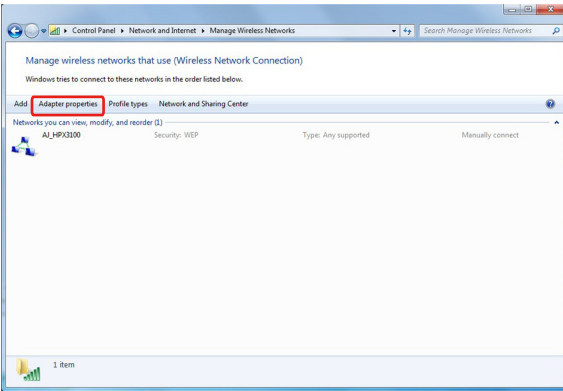 Control Panel ▸ Network and Internet ▸ Manage Wireless Networks Search Manage Wireless Networks
Manage wireless networks that use (Wireless Network Connection)
Windows tries to connect to these networks in the order listed below.
Add Adapter properties Profile types Network and Sharing Center
Networks you can view, modify, and reorder (1)
AJ_HPX3100 Security: WEP Type: Any supported Manually connect
1 item